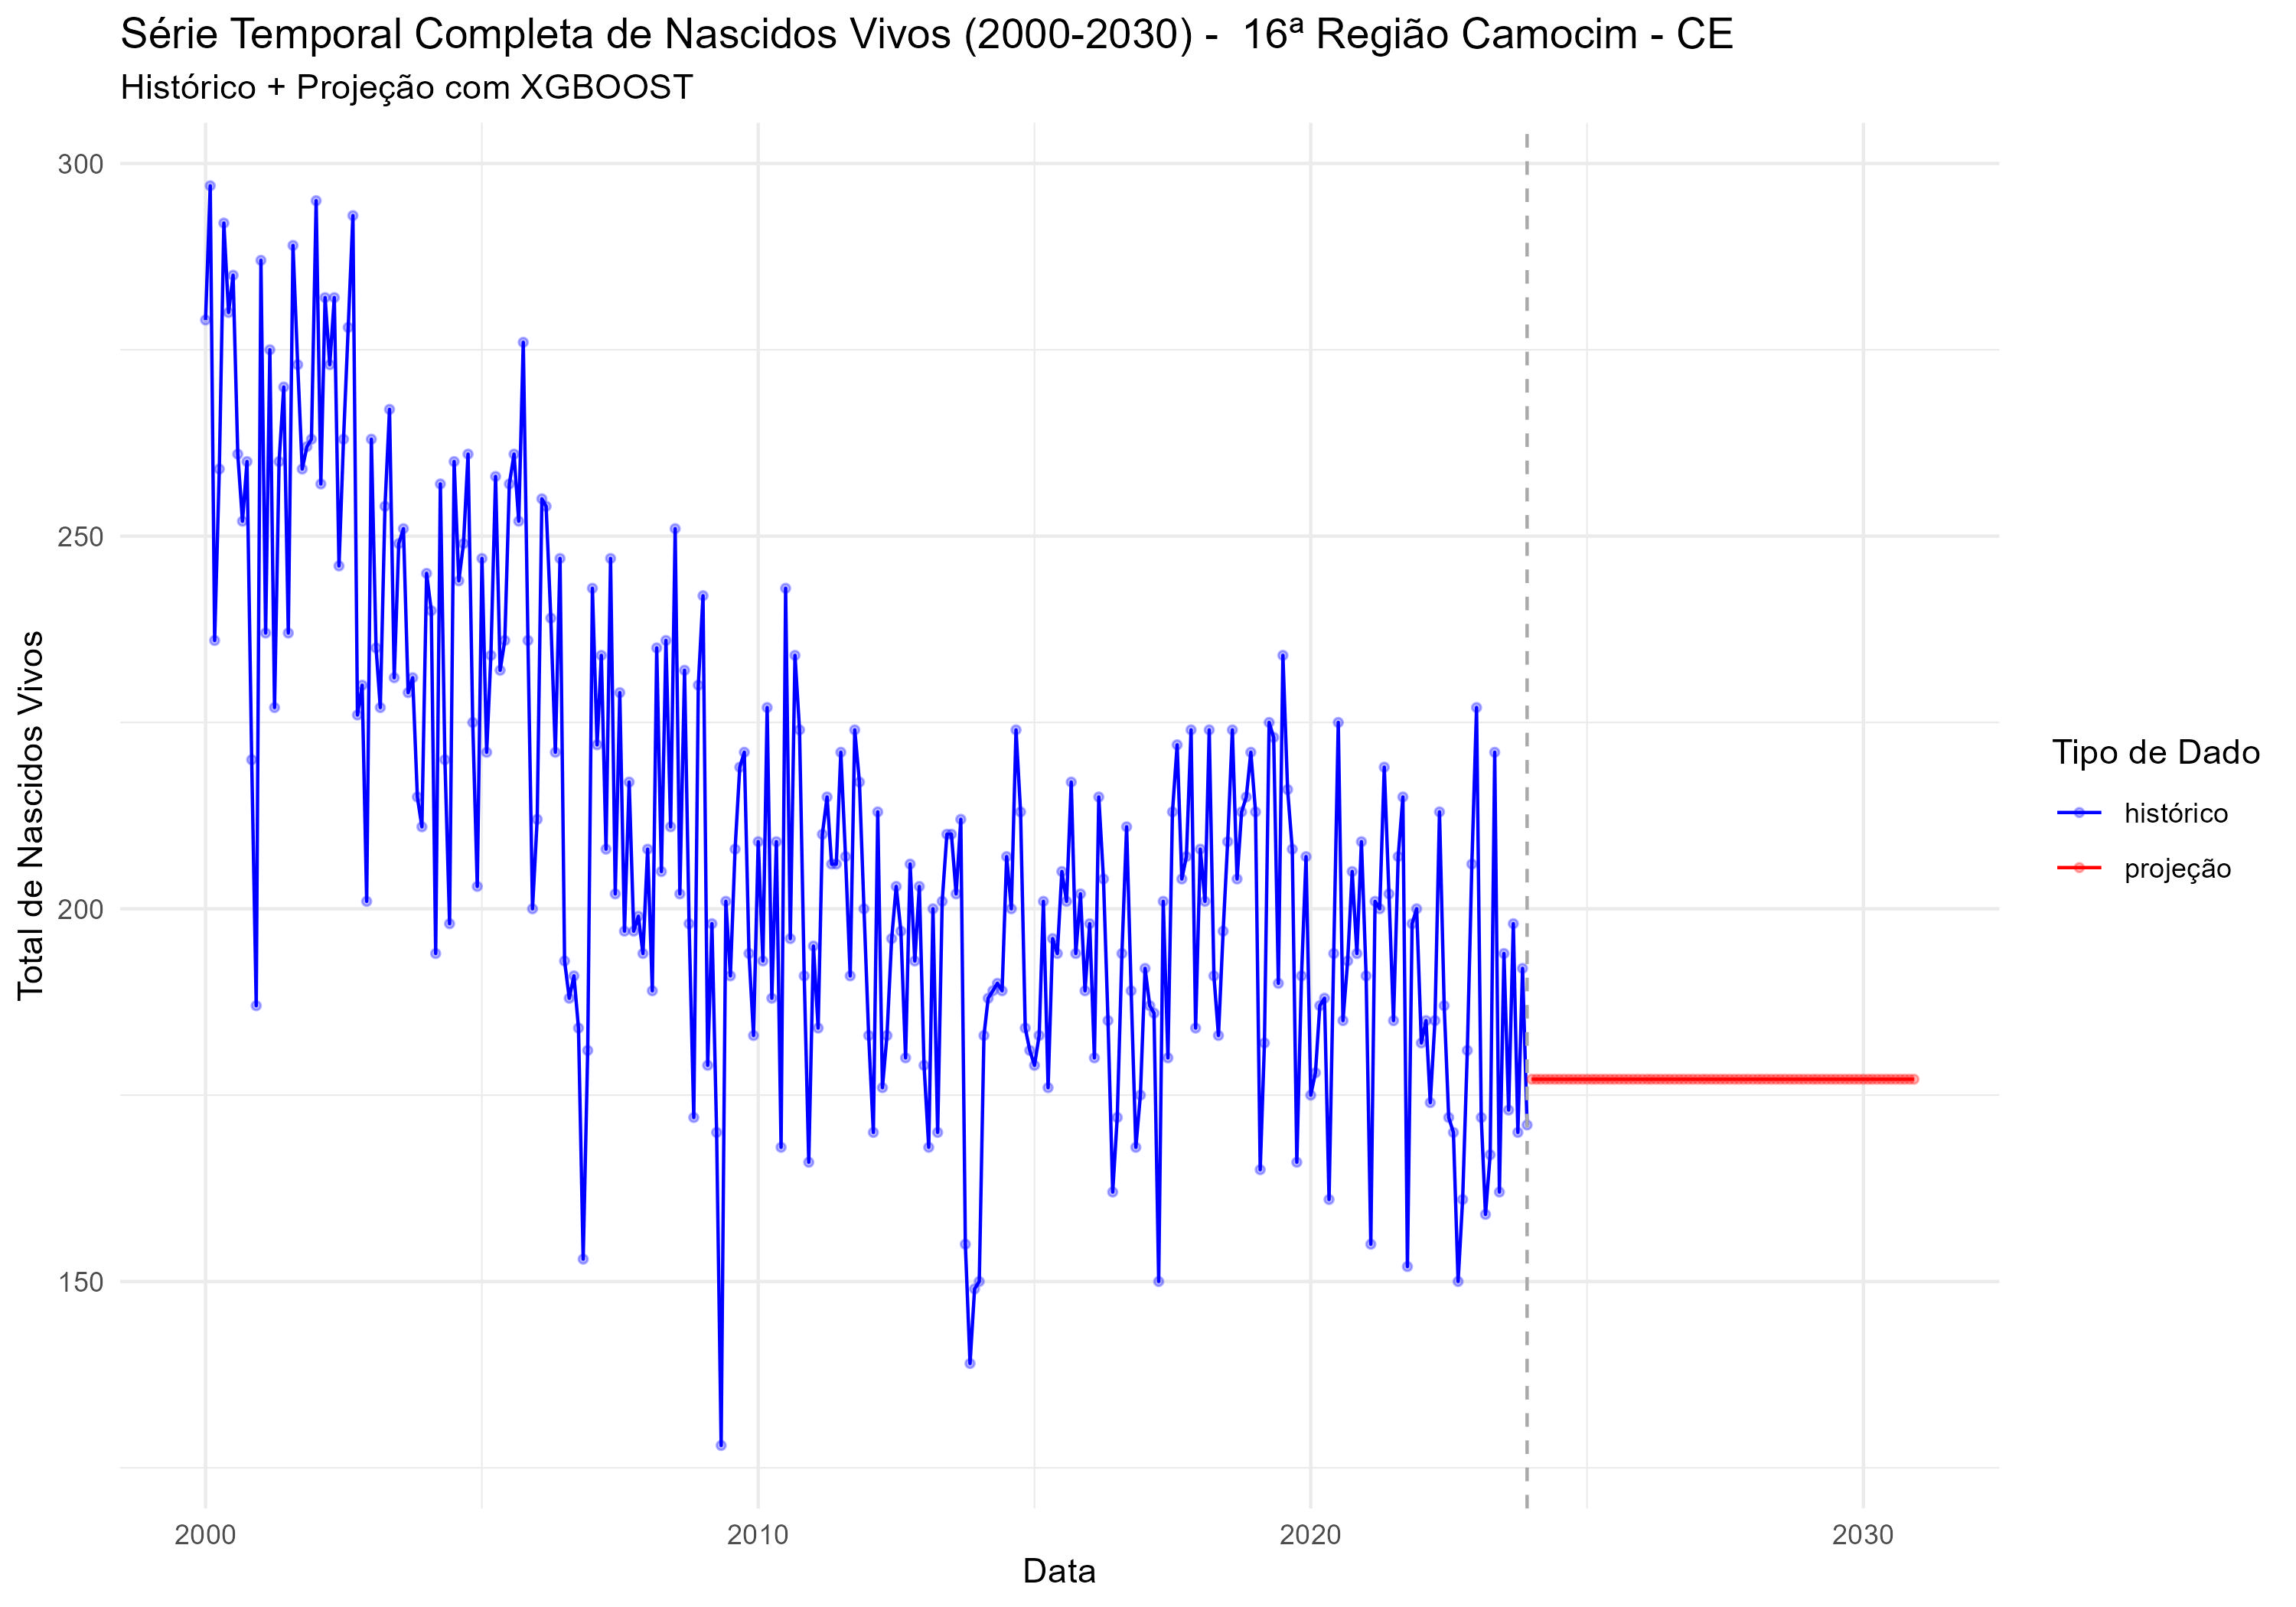 Série Temporal Completa de Nascidos Vivos (2000-2030) -  16ª Região Camocim - CE
Histórico + Projeção com XGBOOST
Total de Nascidos Vivos
300
250
200
150
2000
2010
2020
2030
Data
Tipo de Dado
histórico
projeção